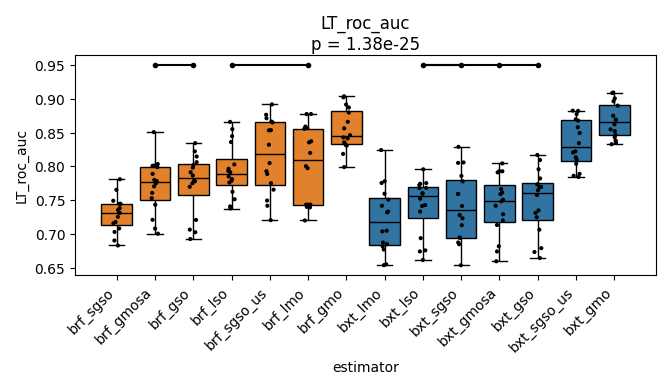 LT_roc_auc
p = 1.38e-25
LT_roc_auc
0.95
0.90
0.85
0.80
0.75
0.70
0.65
brf_sgso
brf_gmosa
brf_gso
brf_lso
brf_sgso_us
brf_lmo
brf_gmo
bxt_lmo
bxt_lso
bxt_sgso
bxt_gmosa
bxt_gso
bxt_sgso_us
bxt_gmo
estimator